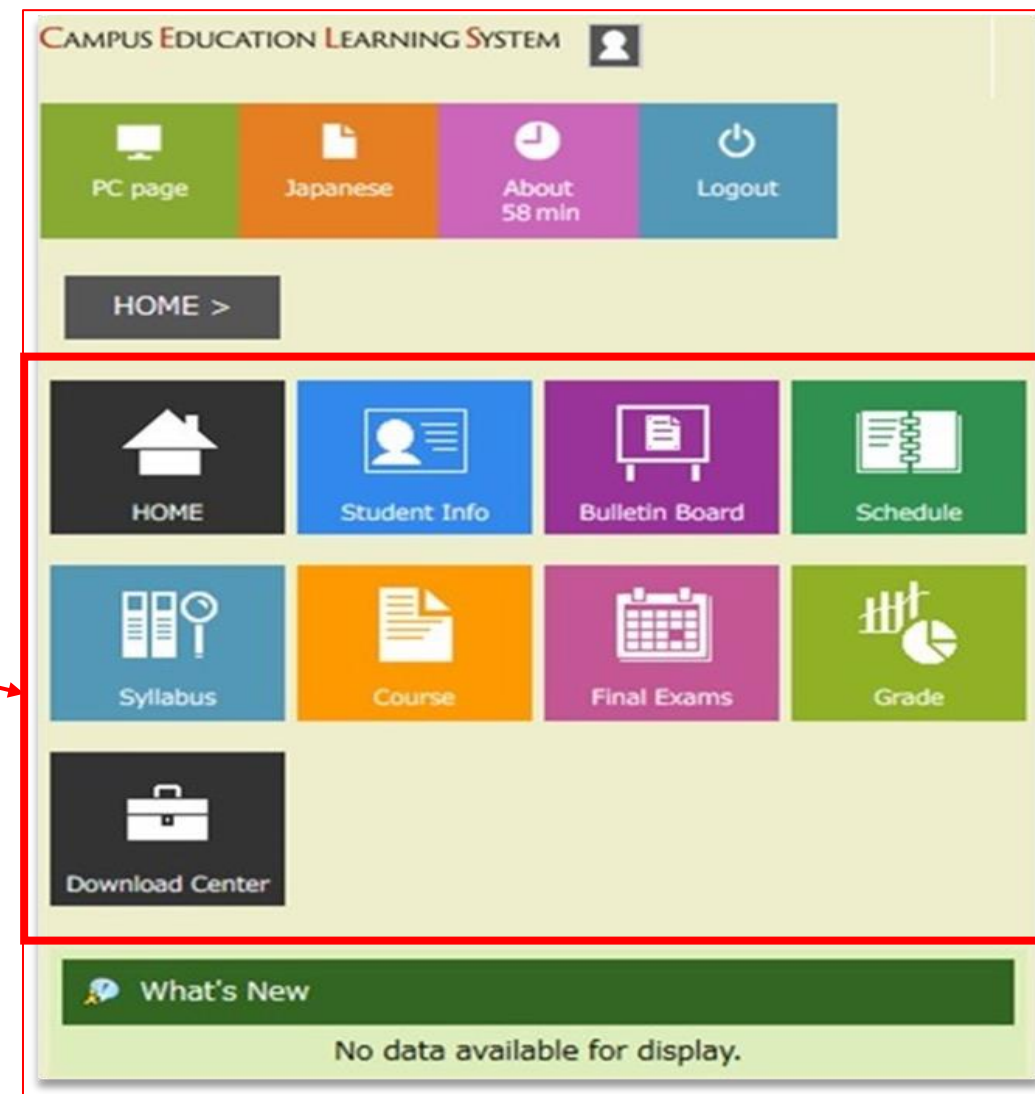 CAMPUS EDUCATION LEARNING SYSTEM
PC page
Japanese
About
58 min
Logout
HOME >
HOME
Student Info
Bulletin Board
Schedule
Syllabus
Course
Final Exams
Grade
Download Center
What's New
No data available for display.